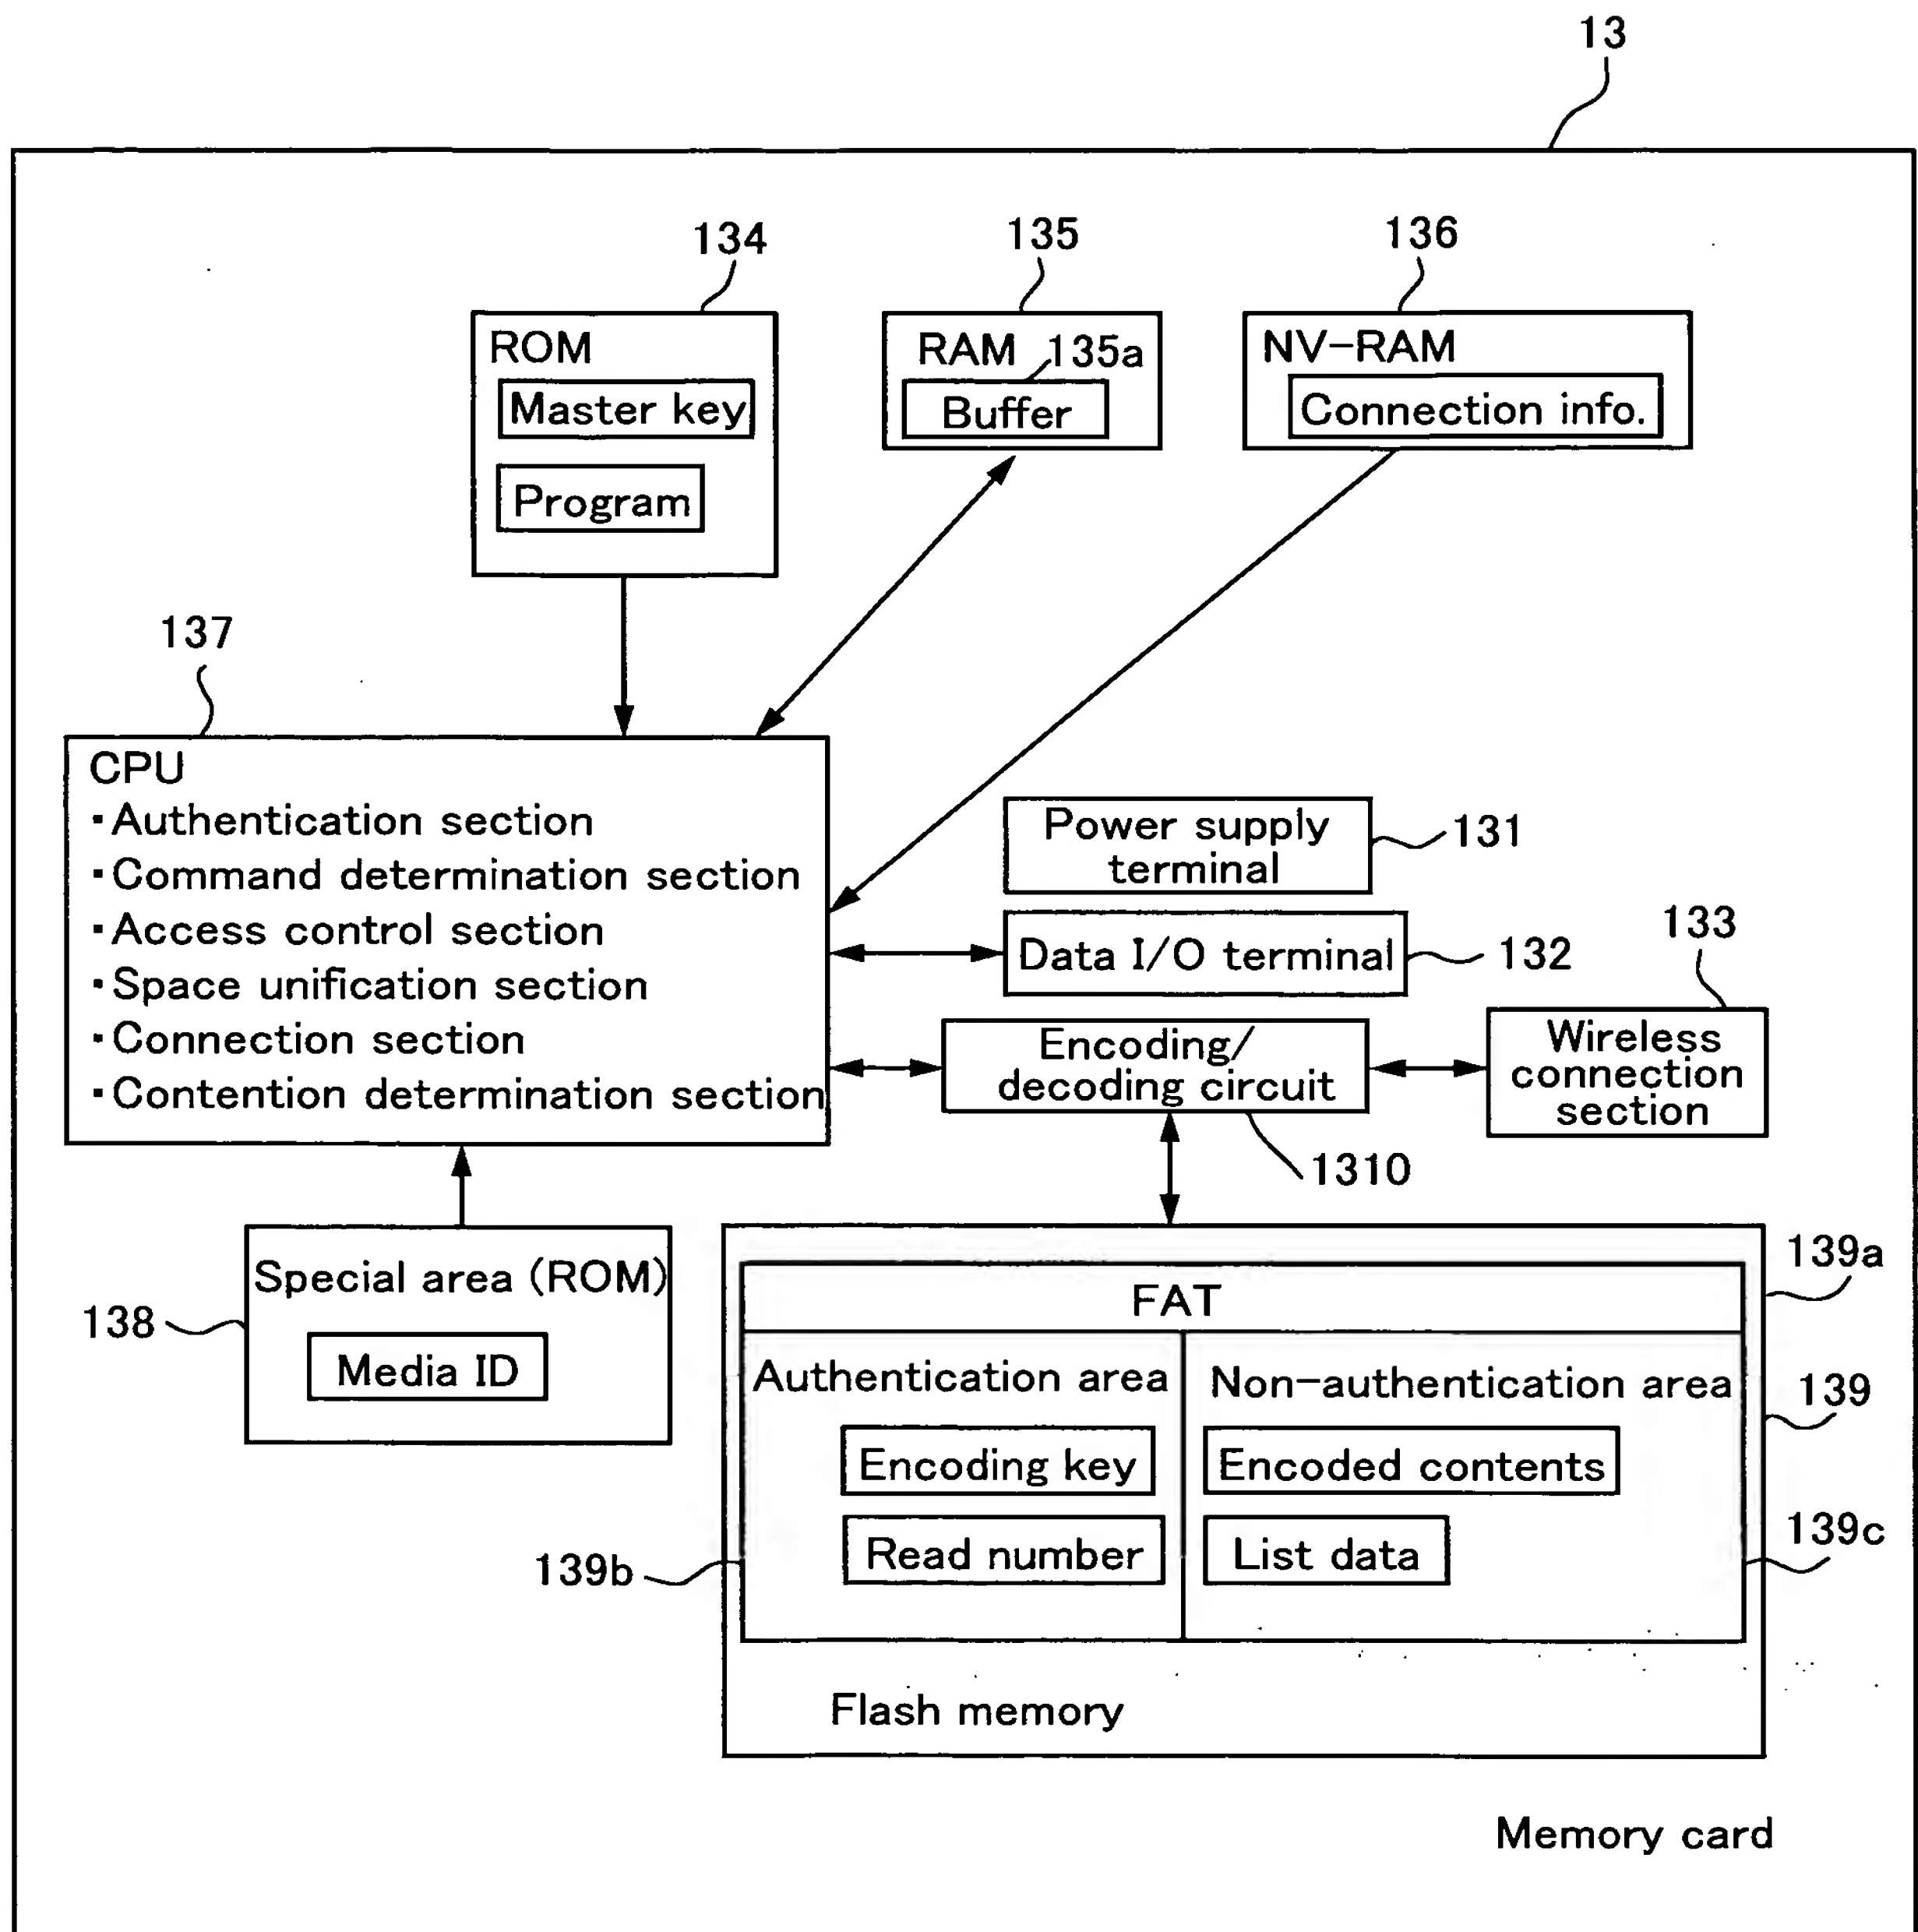 13
134
135
136
ROM
Master key
Program
RAM
135a
Buffer
NV-RAM
Connection info.
137
CPU
・Authentication section
・Command determination section
・Access control section
・Space unification section
・Connection section
・Contention determination section
Power supply
terminal
131
Data I/O terminal
132
133
Encoding/
decoding circuit
1310
Wireless
connection
section
Special area (ROM)
138
Media ID
139a
FAT
Authentication area
Non-authentication area
139
Encoding key
Encoded contents
Read number
List data
139b
139c
Flash memory
Memory card